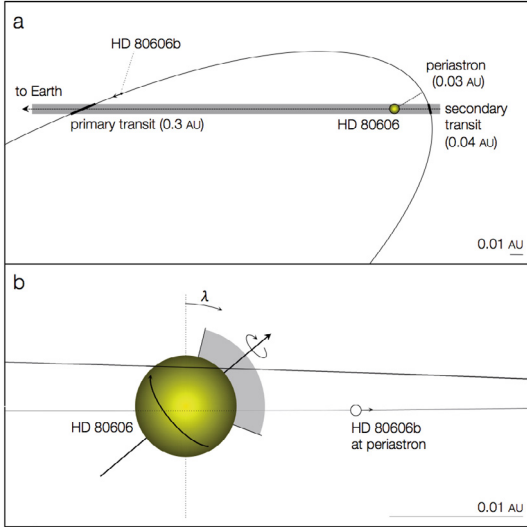 a
HD 80606b
periastron
(0.03 AU)
to Earth
primary transit (0.3 AU)
HD 80606
secondary
transit
(0.04 AU)
0.01 AU
b
λ
HD 80606
HD 80606b
at periastron
0.01 AU